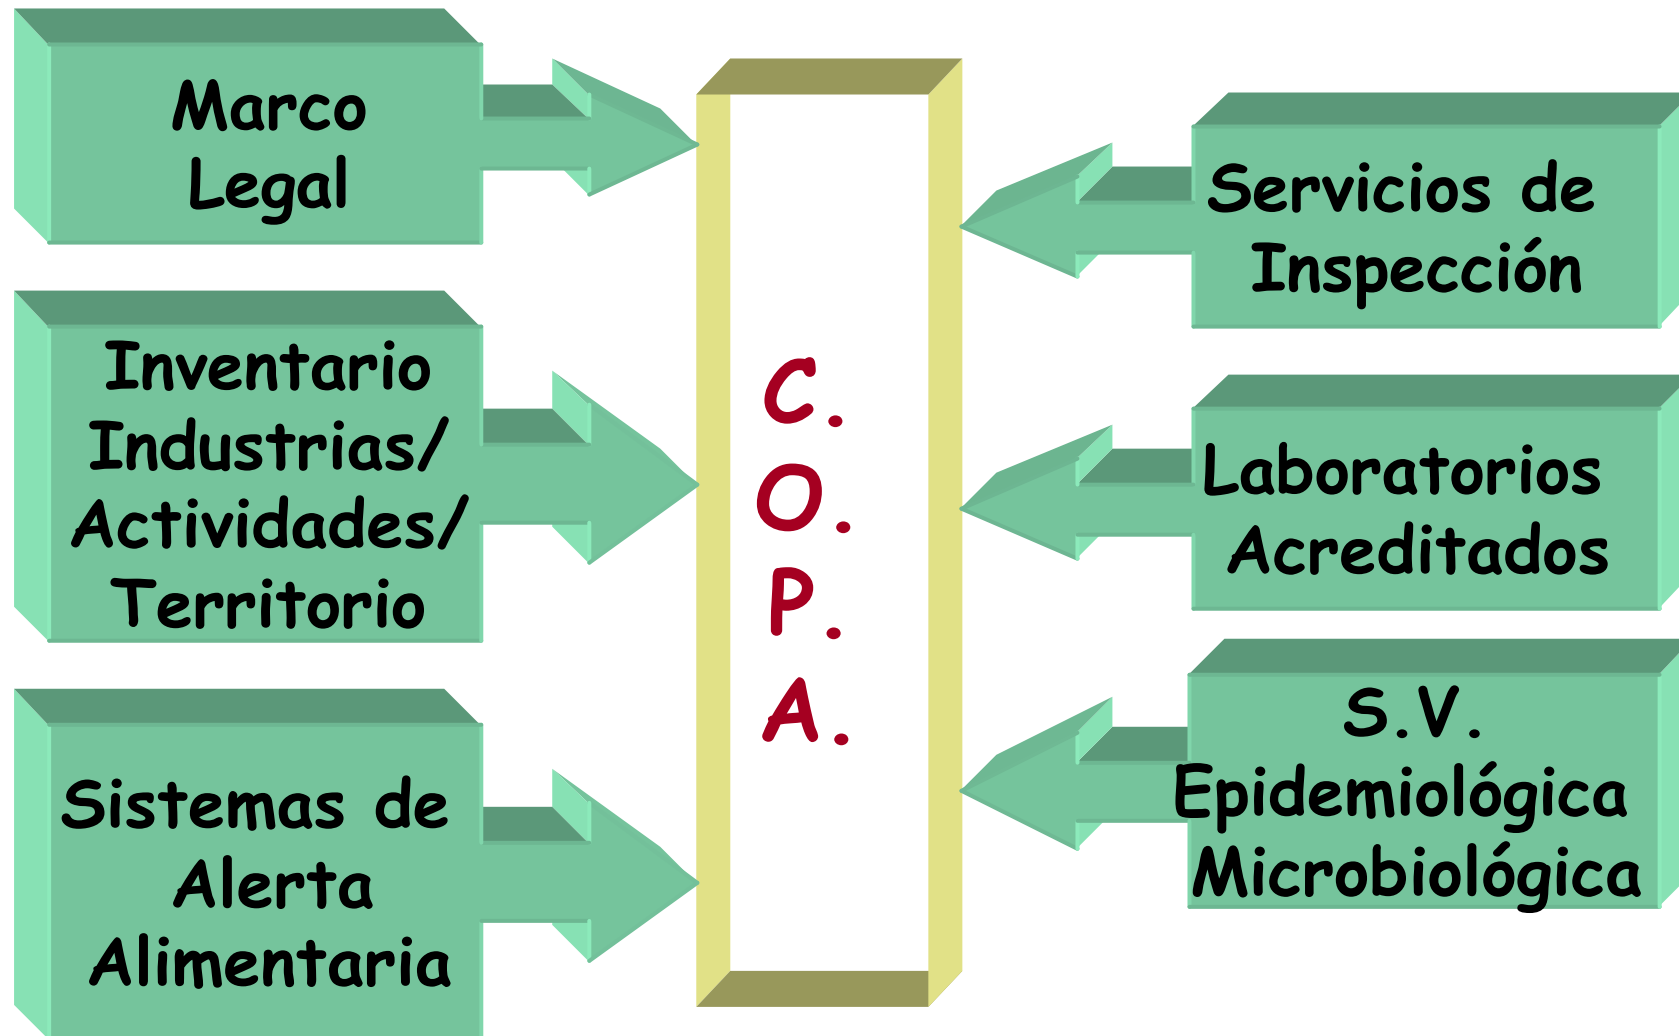 Marco
Legal
Inventario
Industrias/
Actividades/
Territorio
Sistemas de
Alerta
Alimentaria
C.
O.
P.
A.
Servicios de
Inspección
Laboratorios
Acreditados
S.V.
Epidemiológica
Microbiológica